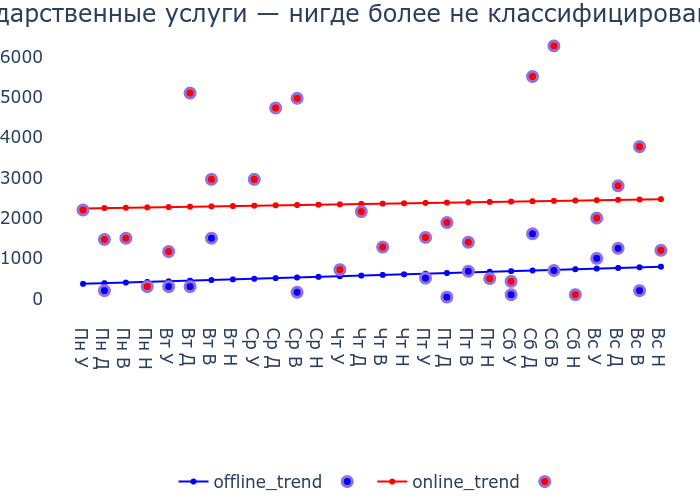 дарственные услуги — нигде более не классифицирова
6000
5000
4000
3000
2000
1000
0
Пн У
Пн Д
Пн В
Пн Н
Вт У
Вт Д
Вт В
Вт Н
Ср У
Ср Д
Ср В
Ср Н
Чт У
Чт Д
Чт В
Чт Н
Пт У
Пт Д
Пт В
Пт Н
Сб У
Сб Д
Сб В
Сб Н
Вс У
Вс Д
Вс В
Вс Н
offline_trend
online_trend